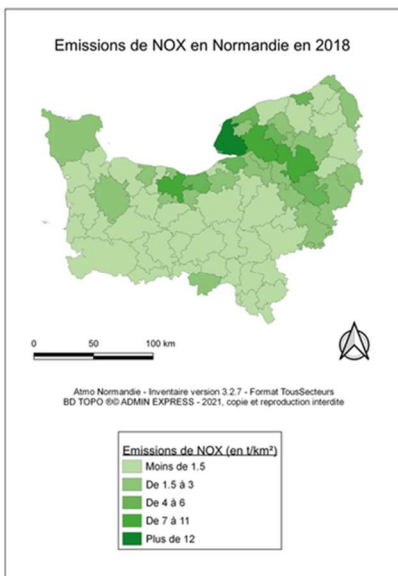 Emissions de NOX en Normandie en 2018
0 50 100 km
Atmo Normandie - Inventaire version 3.2.7 - Format TousSecteurs
BD TOPO ®© ADMIN EXPRESS - 2021, copie et reproduction interdite
Emissions de NOX (en t/km²)
Moins de 1.5
De 1.5 à 3
De 4 à 6
De 7 à 11
Plus de 12